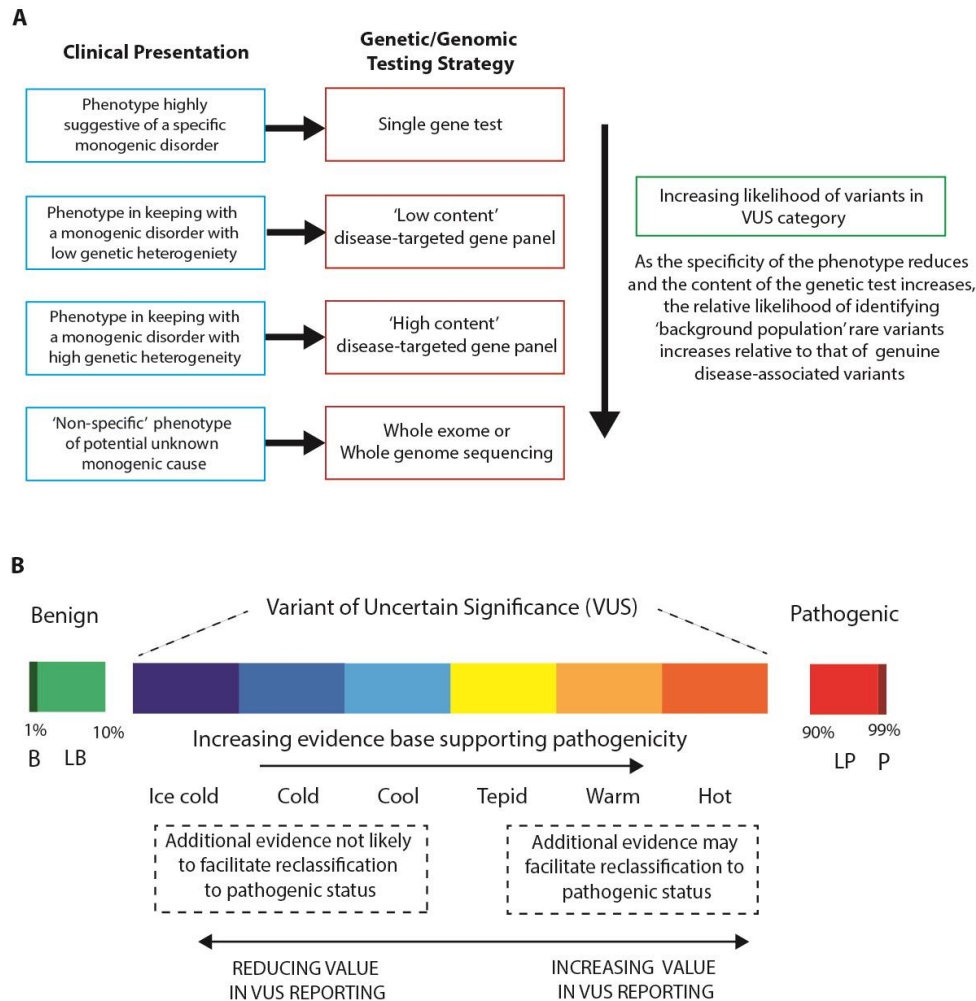 A
Clinical Presentation
Genetic/Genomic
Testing Strategy
Phenotype highly
suggestive of a specific
monogenic disorder
Single gene test
Phenotype in keeping with
a monogenic disorder with
low genetic heterogeniety
'Low content'
disease-targeted gene panel
Phenotype in keeping with
a monogenic disorder with
high genetic heterogeneity
'High content'
disease-targeted gene panel
'Non-specific' phenotype
of potential unknown
monogenic cause
Whole exome or
Whole genome sequencing
Increasing likelihood of variants in
VUS category
As the specificity of the phenotype reduces
and the content of the genetic test increases,
the relative likelihood of identifying
'background population' rare variants
increases relative to that of genuine
disease-associated variants
B
Benign
Variant of Uncertain Significance (VUS)
Pathogenic
1%
10%
B
LB
90%
99%
LP
P
Increasing evidence base supporting pathogenicity
Ice cold
Cold
Cool
Tepid
Warm
Hot
Additional evidence not likely
to facilitate reclassification
to pathogenic status
Additional evidence may
facilitate reclassification to
pathogenic status
REDUCING VALUE
IN VUS REPORTING
INCREASING VALUE
IN VUS REPORTING